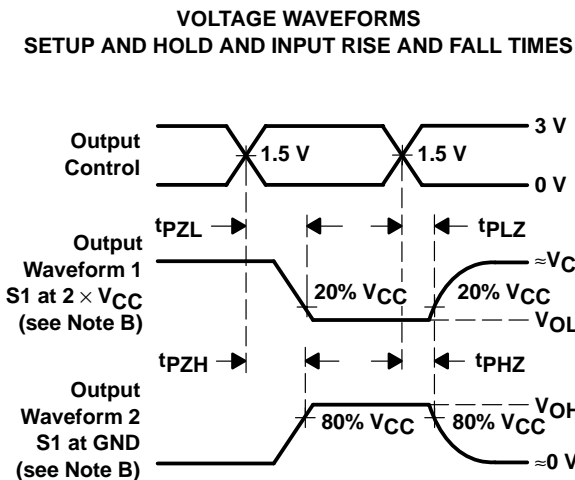 VOLTAGE WAVEFORMS
SETUP AND HOLD AND INPUT RISE AND FALL TIMES
Output
Control
1.5 V
1.5 V
3 V
0 V
tPZL
tPLZ
Output
Waveform 1
S1 at 2 × VCC
(see Note B)
20% VCC
20% VCC
≈VC
VOL
tPZH
tPHZ
Output
Waveform 2
S1 at GND
(see Note B)
80% VCC
80% VCC
VOH
≈0 V